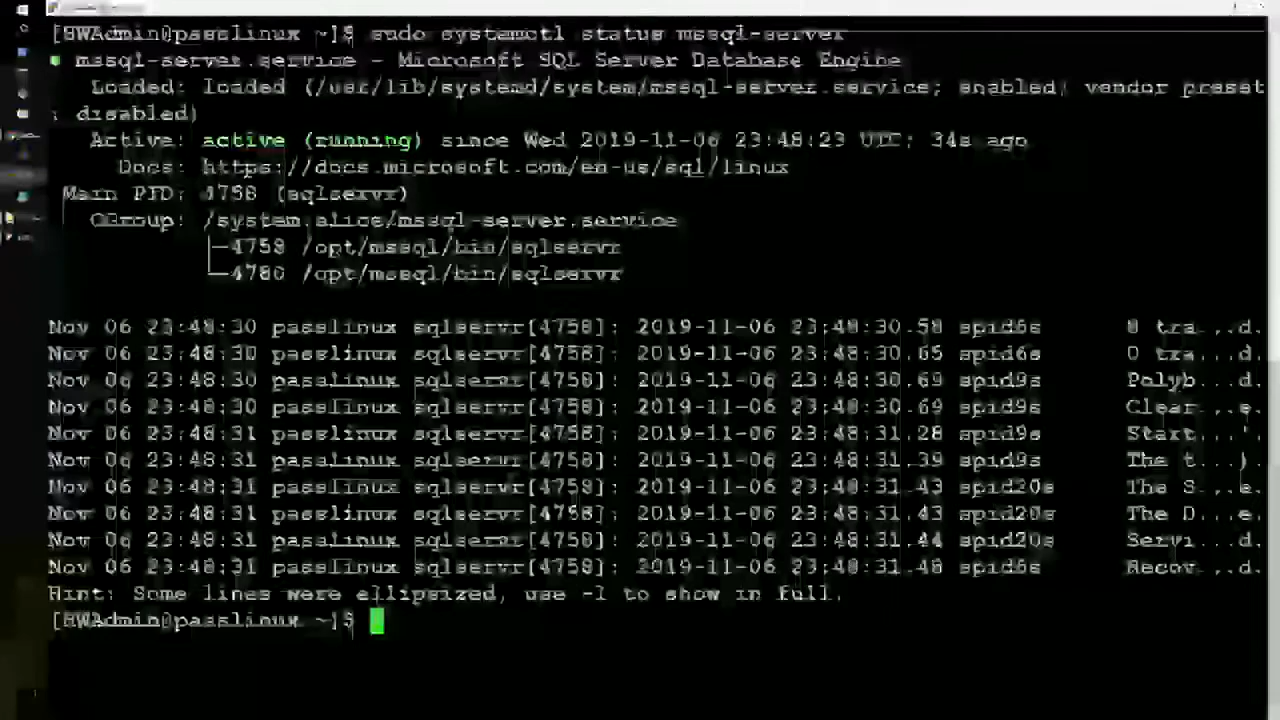 [HWAdmin@passlinux ~]$ sudo systemctl status mssql-server
● mssql-server.service - Microsoft SQL Server Database Engine
Loaded: loaded (/usr/lib/systemd/system/mssql-server.service; enabled; vendor preset
: disabled)
Active: active (running) since Wed 2019-11-06 23:48:23 UTC; 34s ago
Docs: https://docs.microsoft.com/en-us/sql/linux
Main PID: 4758 (sqlservr)
CGroup: /system.slice/mssql-server.service
├─4758 /opt/mssql/bin/sqlservr
└─4780 /opt/mssql/bin/sqlservr
Nov 06 23:48:30 passlinux sqlservr[4758]: 2019-11-06 23:48:30.58 spid6s 8 tra...d.
Nov 06 23:48:30 passlinux sqlservr[4758]: 2019-11-06 23:48:30.65 spid6s 0 tra...d.
Nov 06 23:48:30 passlinux sqlservr[4758]: 2019-11-06 23:48:30.69 spid9s Polyb...d.
Nov 06 23:48:30 passlinux sqlservr[4758]: 2019-11-06 23:48:30.69 spid9s Clear...e.
Nov 06 23:48:31 passlinux sqlservr[4758]: 2019-11-06 23:48:31.28 spid9s Start...'.
Nov 06 23:48:31 passlinux sqlservr[4758]: 2019-11-06 23:48:31.39 spid9s The t...).
Nov 06 23:48:31 passlinux sqlservr[4758]: 2019-11-06 23:48:31.43 spid20s The S...e.
Nov 06 23:48:31 passlinux sqlservr[4758]: 2019-11-06 23:48:31.43 spid20s The D...e.
Nov 06 23:48:31 passlinux sqlservr[4758]: 2019-11-06 23:48:31.44 spid20s Servi...d.
Nov 06 23:48:31 passlinux sqlservr[4758]: 2019-11-06 23:48:31.48 spid6s Recov...d.
Hint: Some lines were ellipsized, use -l to show in full.
[HWAdmin@passlinux ~]$